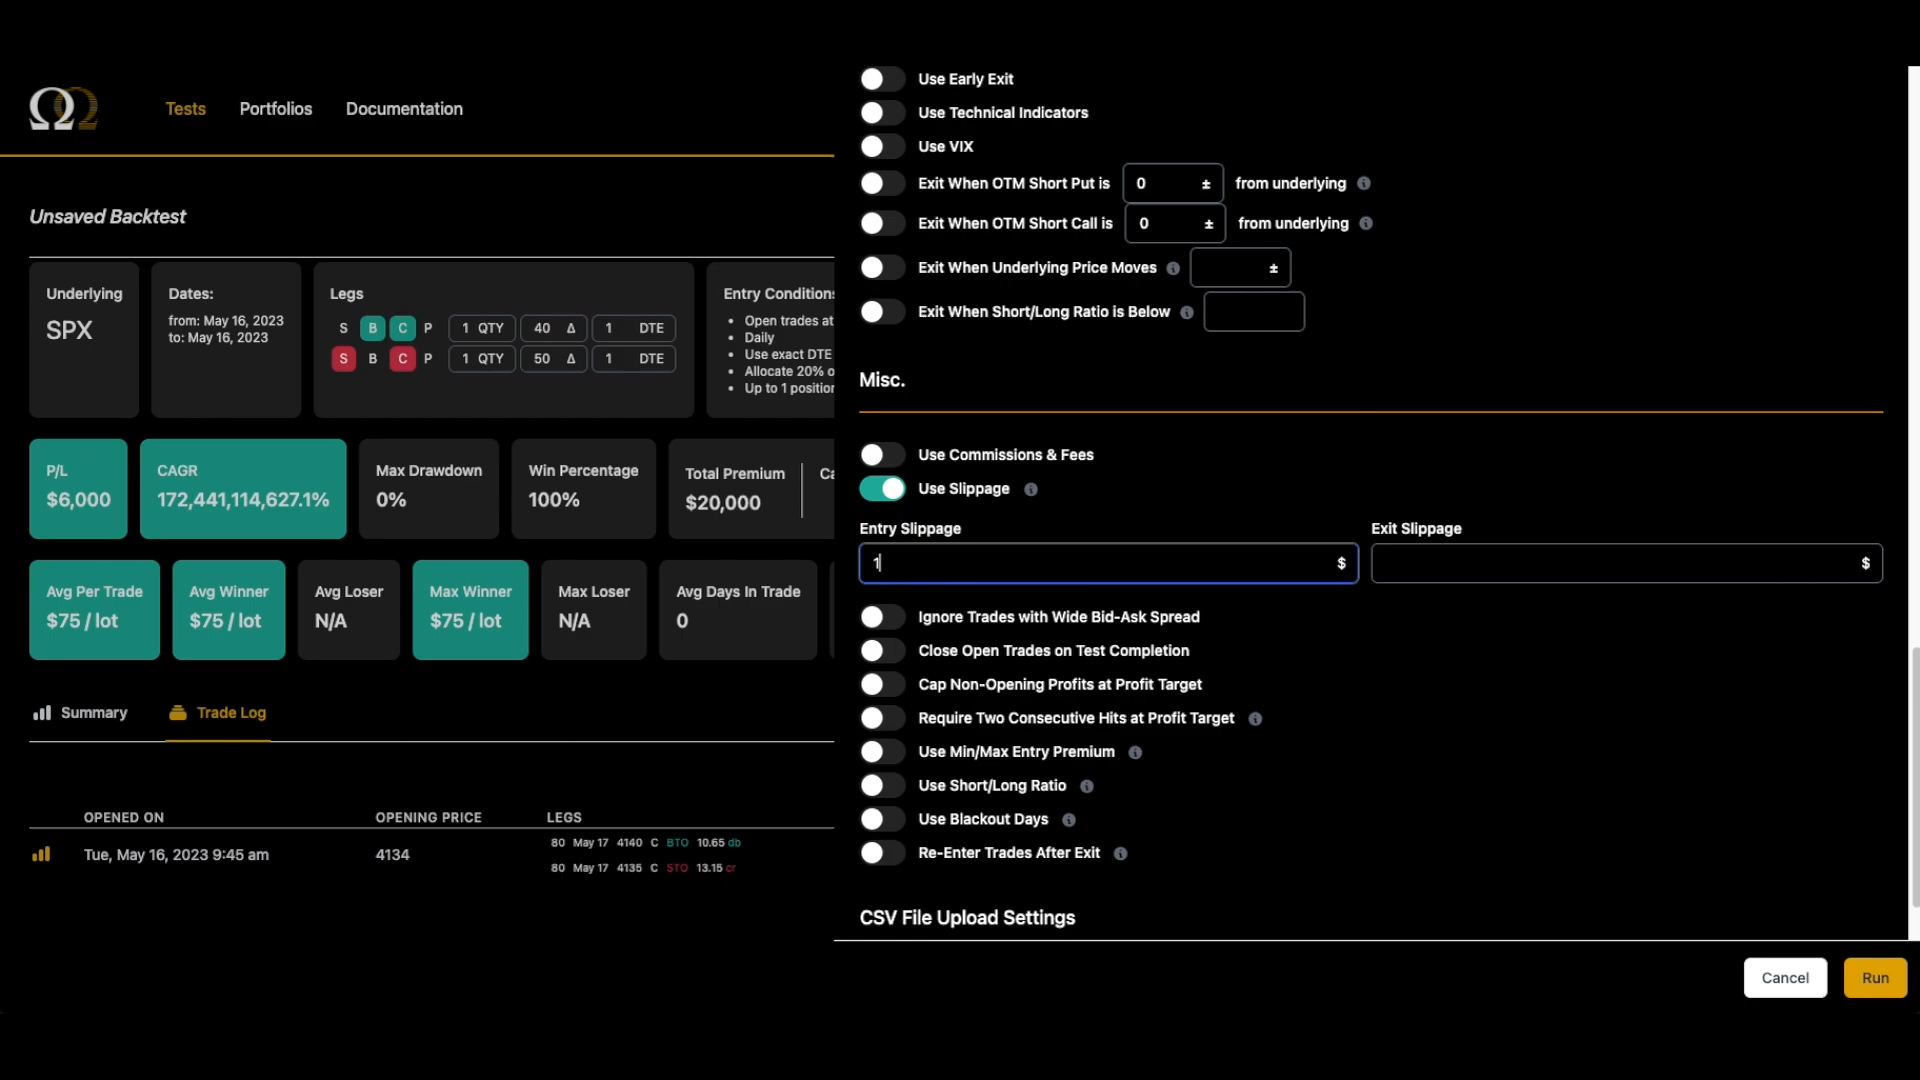 Tests Portfolios Documentation
Unsaved Backtest
Underlying
SPX
Dates:
from: May 16, 2023
to: May 16, 2023
Legs
S B C P 1 QTY 40 Δ 1 DTE
S B C P 1 QTY 50 Δ 1 DTE
Entry Conditions
Open trades at
Daily
Use exact DTE
Allocate 20% o
Up to 1 position
P/L
$6,000
CAGR
172,441,114,627.1%
Max Drawdown
0%
Win Percentage
100%
Total Premium
$20,000
Ca
Avg Per Trade
$75 / lot
Avg Winner
$75 / lot
Avg Loser
N/A
Max Winner
$75 / lot
Max Loser
N/A
Avg Days In Trade
0
Summary Trade Log
OPENED ON OPENING PRICE LEGS
Tue, May 16, 2023 9:45 am 4134
80 May 17 4140 C BTO 10.65 db
80 May 17 4135 C STO 13.15 cr
Use Early Exit
Use Technical Indicators
Use VIX
Exit When OTM Short Put is 0 ± from underlying
Exit When OTM Short Call is 0 ± from underlying
Exit When Underlying Price Moves ±
Exit When Short/Long Ratio is Below
Misc.
Use Commissions & Fees
Use Slippage
Entry Slippage Exit Slippage
1 $ $
Ignore Trades with Wide Bid-Ask Spread
Close Open Trades on Test Completion
Cap Non-Opening Profits at Profit Target
Require Two Consecutive Hits at Profit Target
Use Min/Max Entry Premium
Use Short/Long Ratio
Use Blackout Days
Re-Enter Trades After Exit
CSV File Upload Settings
Cancel Run